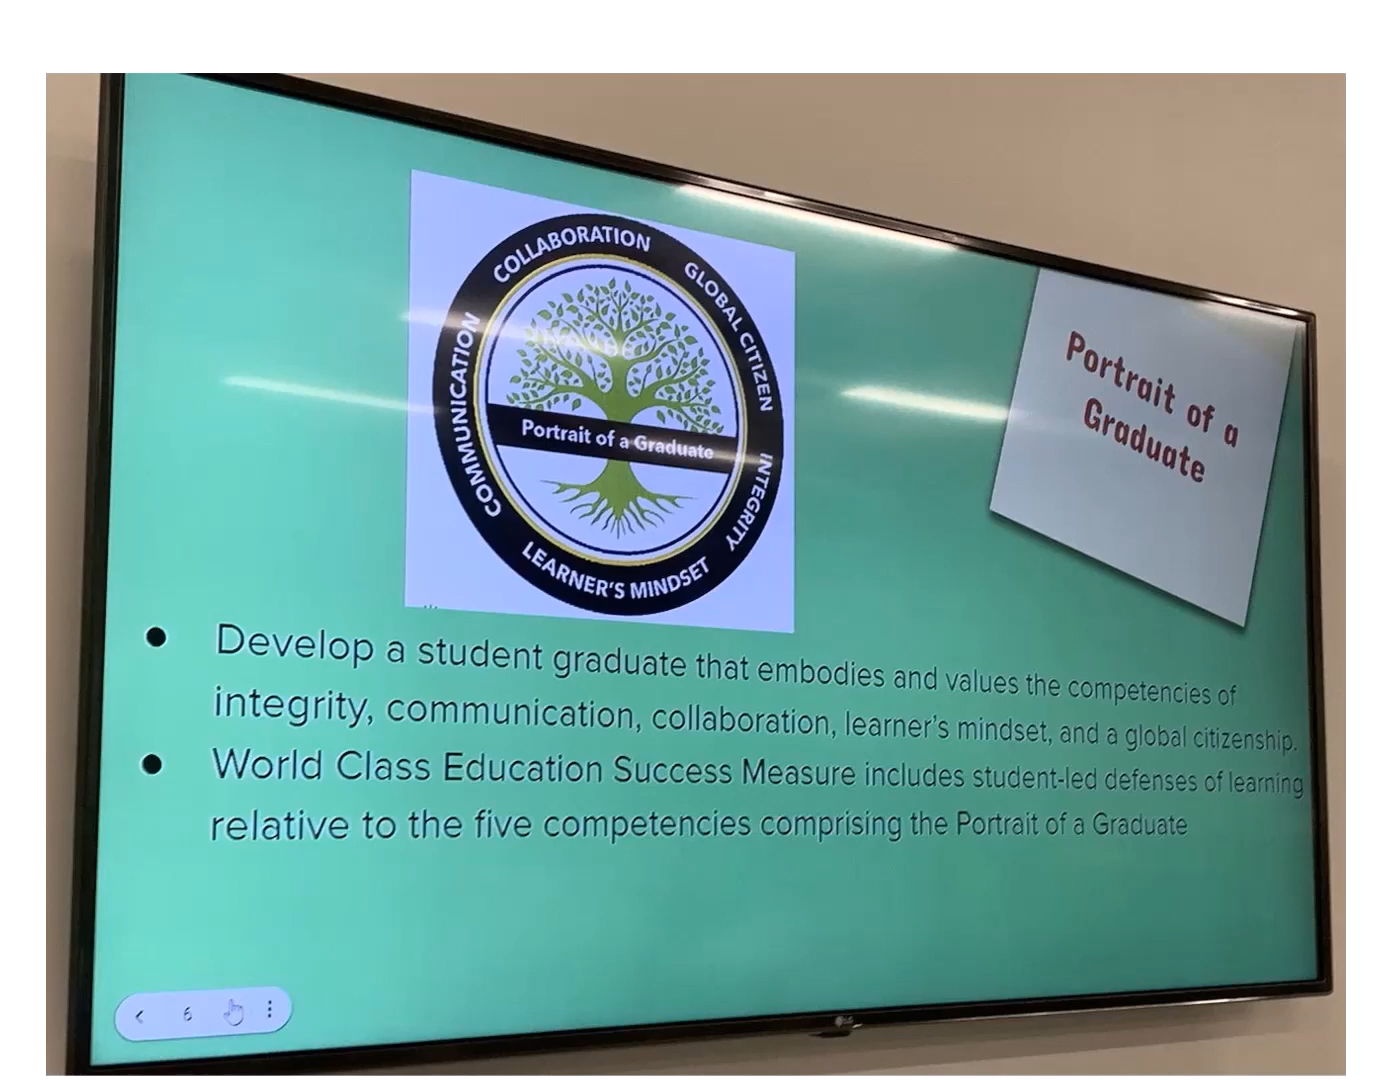 COLLABORATION
GLOBAL CITIZEN
COMMUNICATION
INTEGRITY
LEARNER'S MINDSET
Portrait of a Graduate
Portrait of a
Graduate
• Develop a student graduate that embodies and values the competencies of
integrity, communication, collaboration, learner's mindset, and a global citizenship.
• World Class Education Success Measure includes student-led defenses of learning
relative to the five competencies comprising the Portrait of a Graduate
6
LG